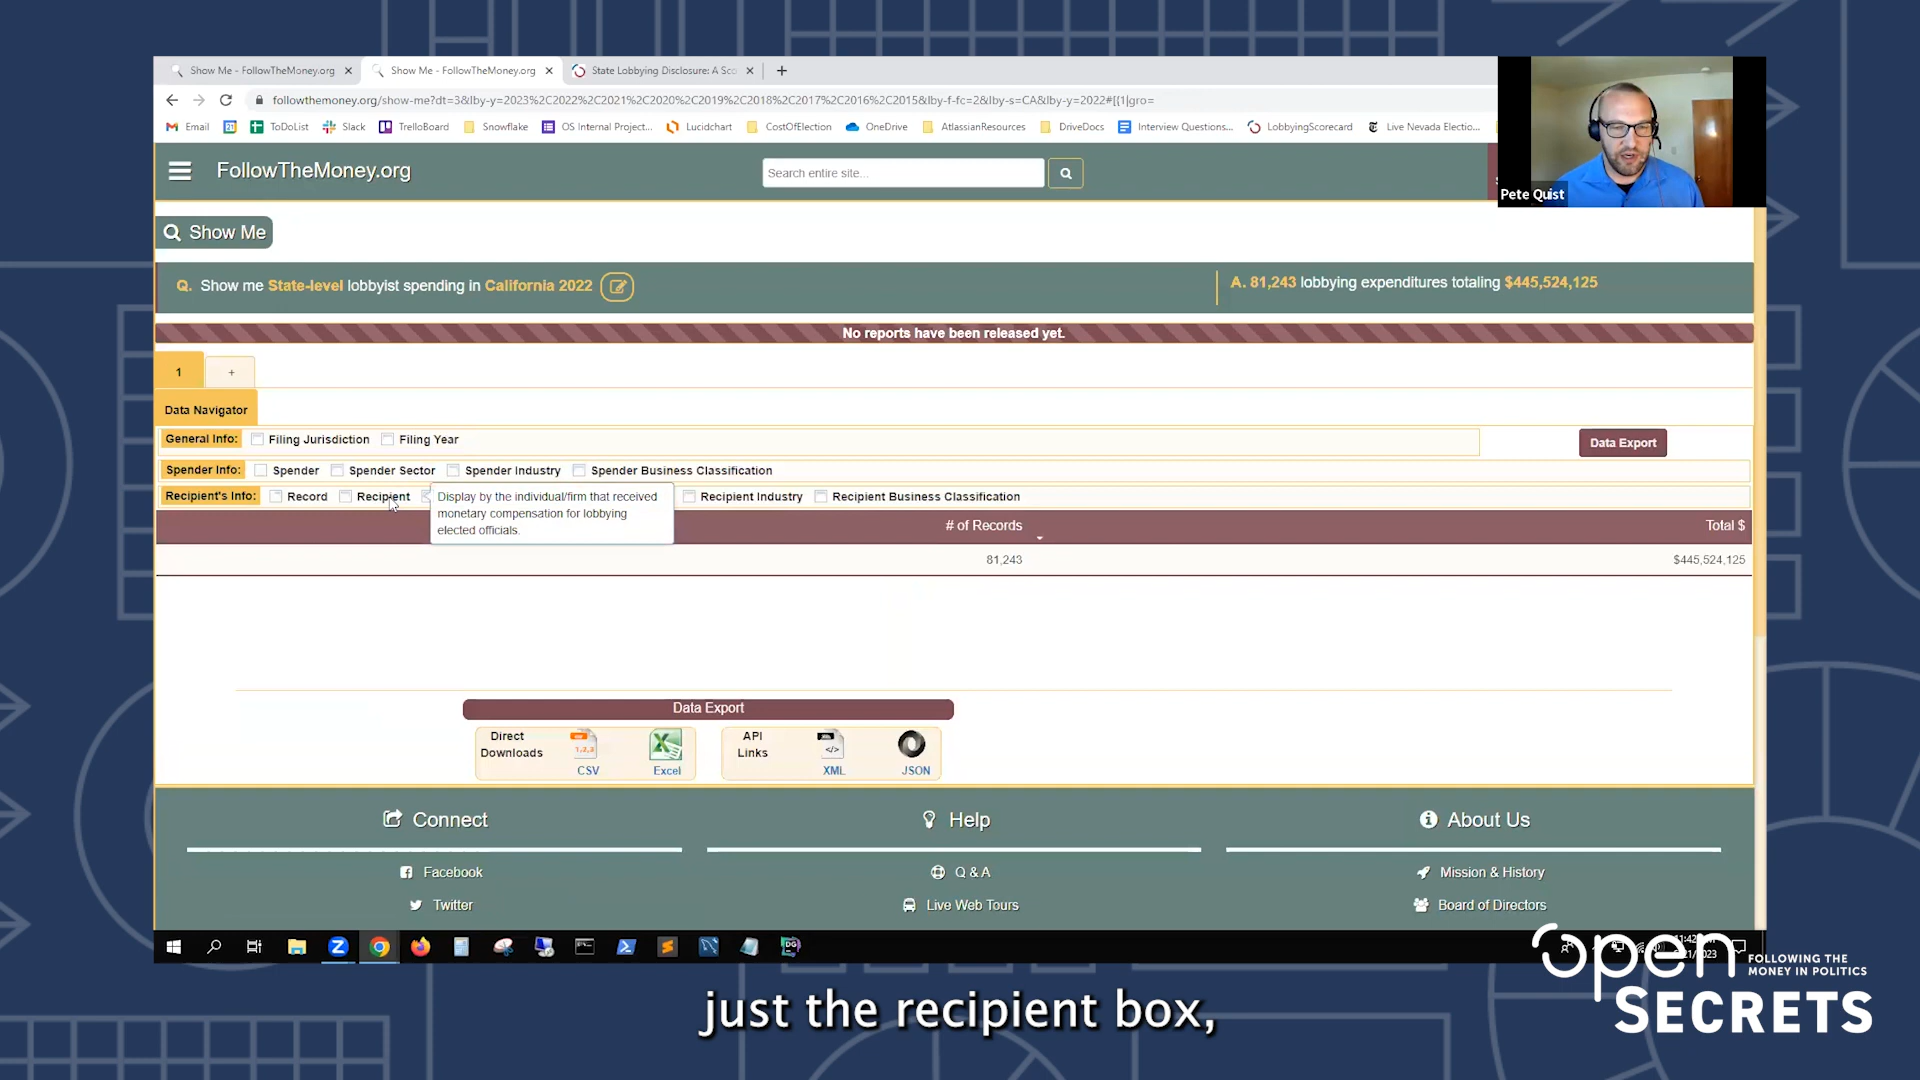 Show Me - FollowTheMoney.org
Show Me - FollowTheMoney.org
State Lobbying Disclosure: A Sco
followthemoney.org/show-me?dt=3&lby-y=2023%2C2022%2C2021%2C2020%2C2019%2C2018%2C2017%2C2016%2C2015&lby-f-fc=2&lby-s=CA&lby-y=2022#[{1|gro=
Email
ToDoList
Slack
TrelloBoard
Snowflake
OS Internal Project...
Lucidchart
CostOfElection
OneDrive
AtlassianResources
DriveDocs
Interview Questions...
LobbyingScorecard
Live Nevada Electio...
Pete Quist
FollowTheMoney.org
Search entire site...
Show Me
Q. Show me State-level lobbyist spending in California 2022
A. 81,243 lobbying expenditures totaling $445,524,125
No reports have been released yet.
1 +
Data Navigator
General Info: Filing Jurisdiction Filing Year
Data Export
Spender Info: Spender Spender Sector Spender Industry Spender Business Classification
Recipient's Info: Record Recipient Recipient Industry Recipient Business Classification
Display by the individual/firm that received
monetary compensation for lobbying
elected officials.
# of Records Total $
81,243 $445,524,125
Data Export
Direct
Downloads
CSV
Excel
API
Links
XML
JSON
Connect
Facebook
Twitter
Help
Q & A
Live Web Tours
About Us
Mission & History
Board of Directors
open
SECRETS
FOLLOWING THE
MONEY IN POLITICS
just the recipient box,